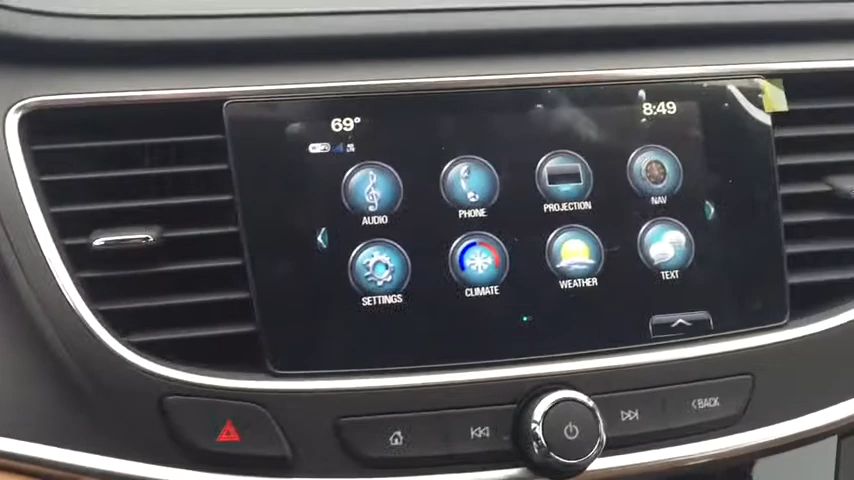 69°
8:49
AUDIO
PHONE
PROJECTION
NAV
SETTINGS
CLIMATE
WEATHER
TEXT
BACK